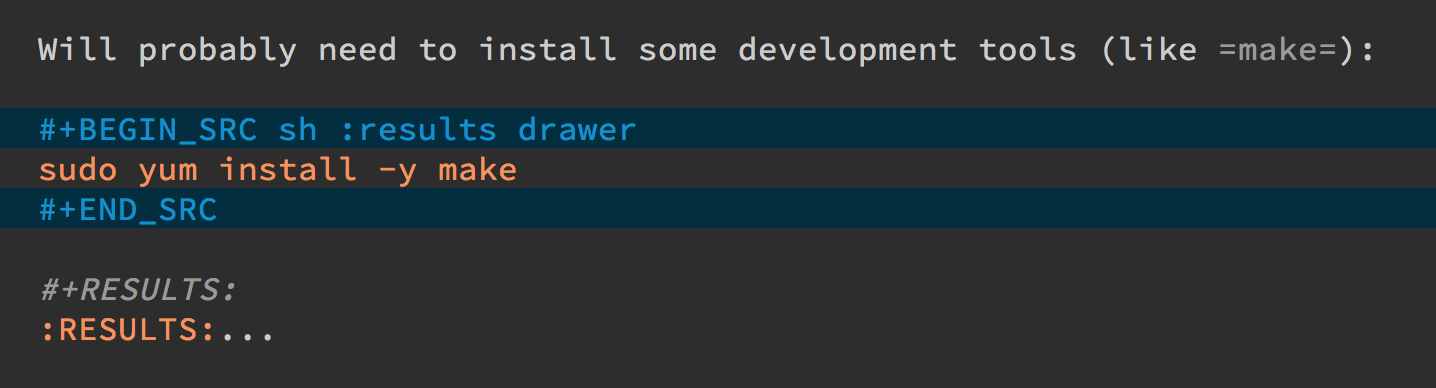 Will probably need to install some development tools (like =make=):
#+BEGIN_SRC sh :results drawer
sudo yum install -y make
#+END_SRC
#+RESULTS:
:RESULTS:...